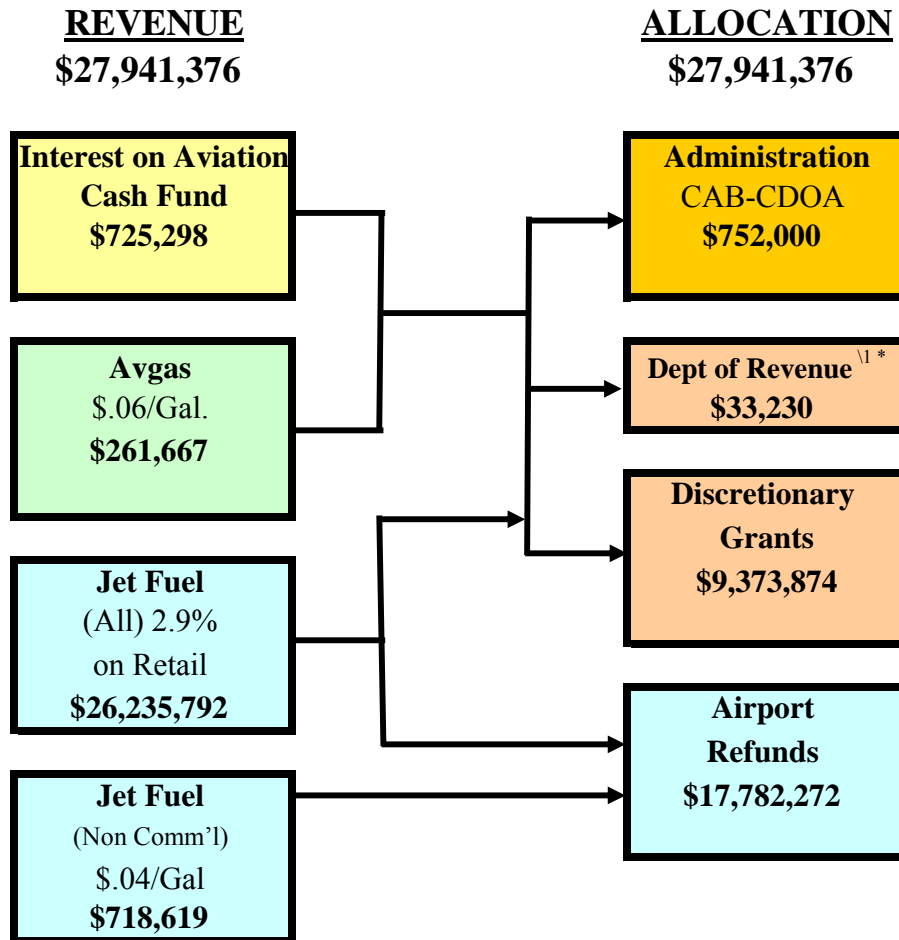 REVENUE
$27,941,376
Interest on Aviation
Cash Fund
$725,298
Avgas
$.06/Gal.
$261,667
Jet Fuel
(All) 2.9%
on Retail
$26,235,792
Jet Fuel
(Non Comm’l)
$.04/Gal
$718,619
ALLOCATION
$27,941,376
Administration
CAB-CDOA
$752,000
Dept of Revenue \1 *
$33,230
Discretionary
Grants
$9,373,874
Airport
Refunds
$17,782,272